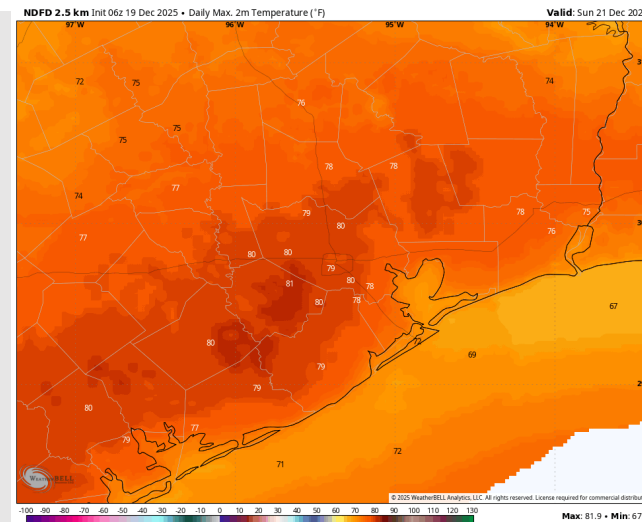 NDFD 2.5 km Init 06z 19 Dec 2025 • Daily Max. 2m Temperature (°F)
Valid: Sun 21 Dec 202
97°W 96°W 95°W 94°W
72 75 74
76
75 75
78 78
77
74 79 78 75
80 76
77
80 80
79
81 80 78
80 78
67
72
80 69
79
79
80
77
79
72
71
WeatherBELL
© 2025 WeatherBELL Analytics, LLC. All rights reserved. License required for commercial distribut
-100 -90 -80 -70 -60 -50 -40 -30 -20 -10 0 10 20 30 40 50 60 70 80 90 100 110 120 130
Max: 81.9 • Min: 67